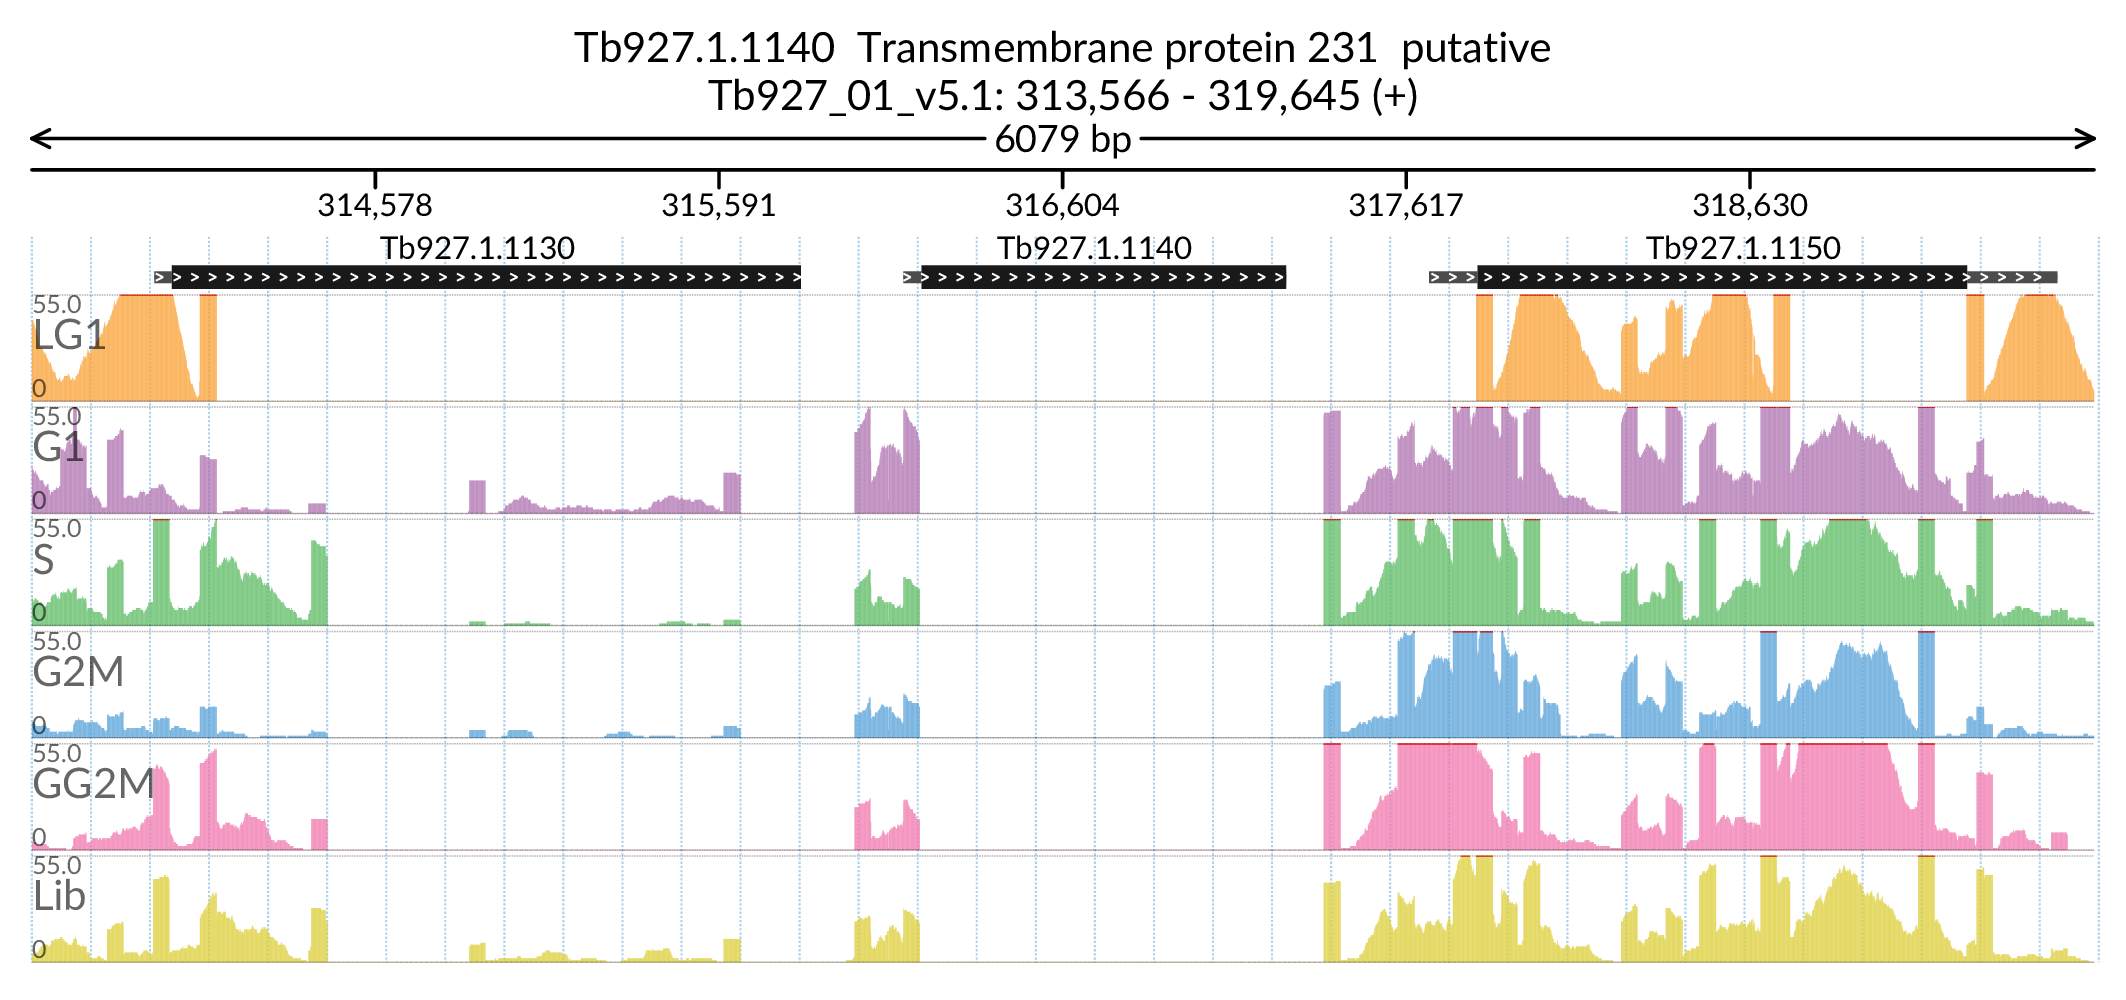 Tb927.1.1140 Transmembrane protein 231 putative
Tb927_01_v5.1: 313,566 - 319,645 (+)
6079 bp
314,578 315,591 316,604 317,617 318,630
Tb927.1.1130 Tb927.1.1140 Tb927.1.1150
55.0
LG1
0
55.0
G1
0
55.0
S
0
55.0
G2M
0
55.0
GG2M
0
55.0
Lib
0